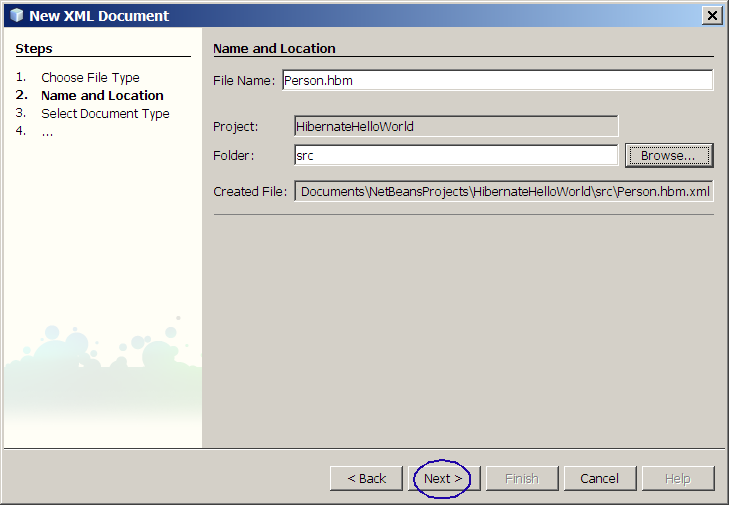 New XML Document
Steps
1. Choose File Type
2. Name and Location
3. Select Document Type
4. ...
Name and Location
File Name: Person.hbm
Project: HibernateHelloWorld
Folder: src Browse...
Created File: Documents\NetBeansProjects\HibernateHelloWorld\src\Person.hbm.xml
< Back Next > Finish Cancel Help